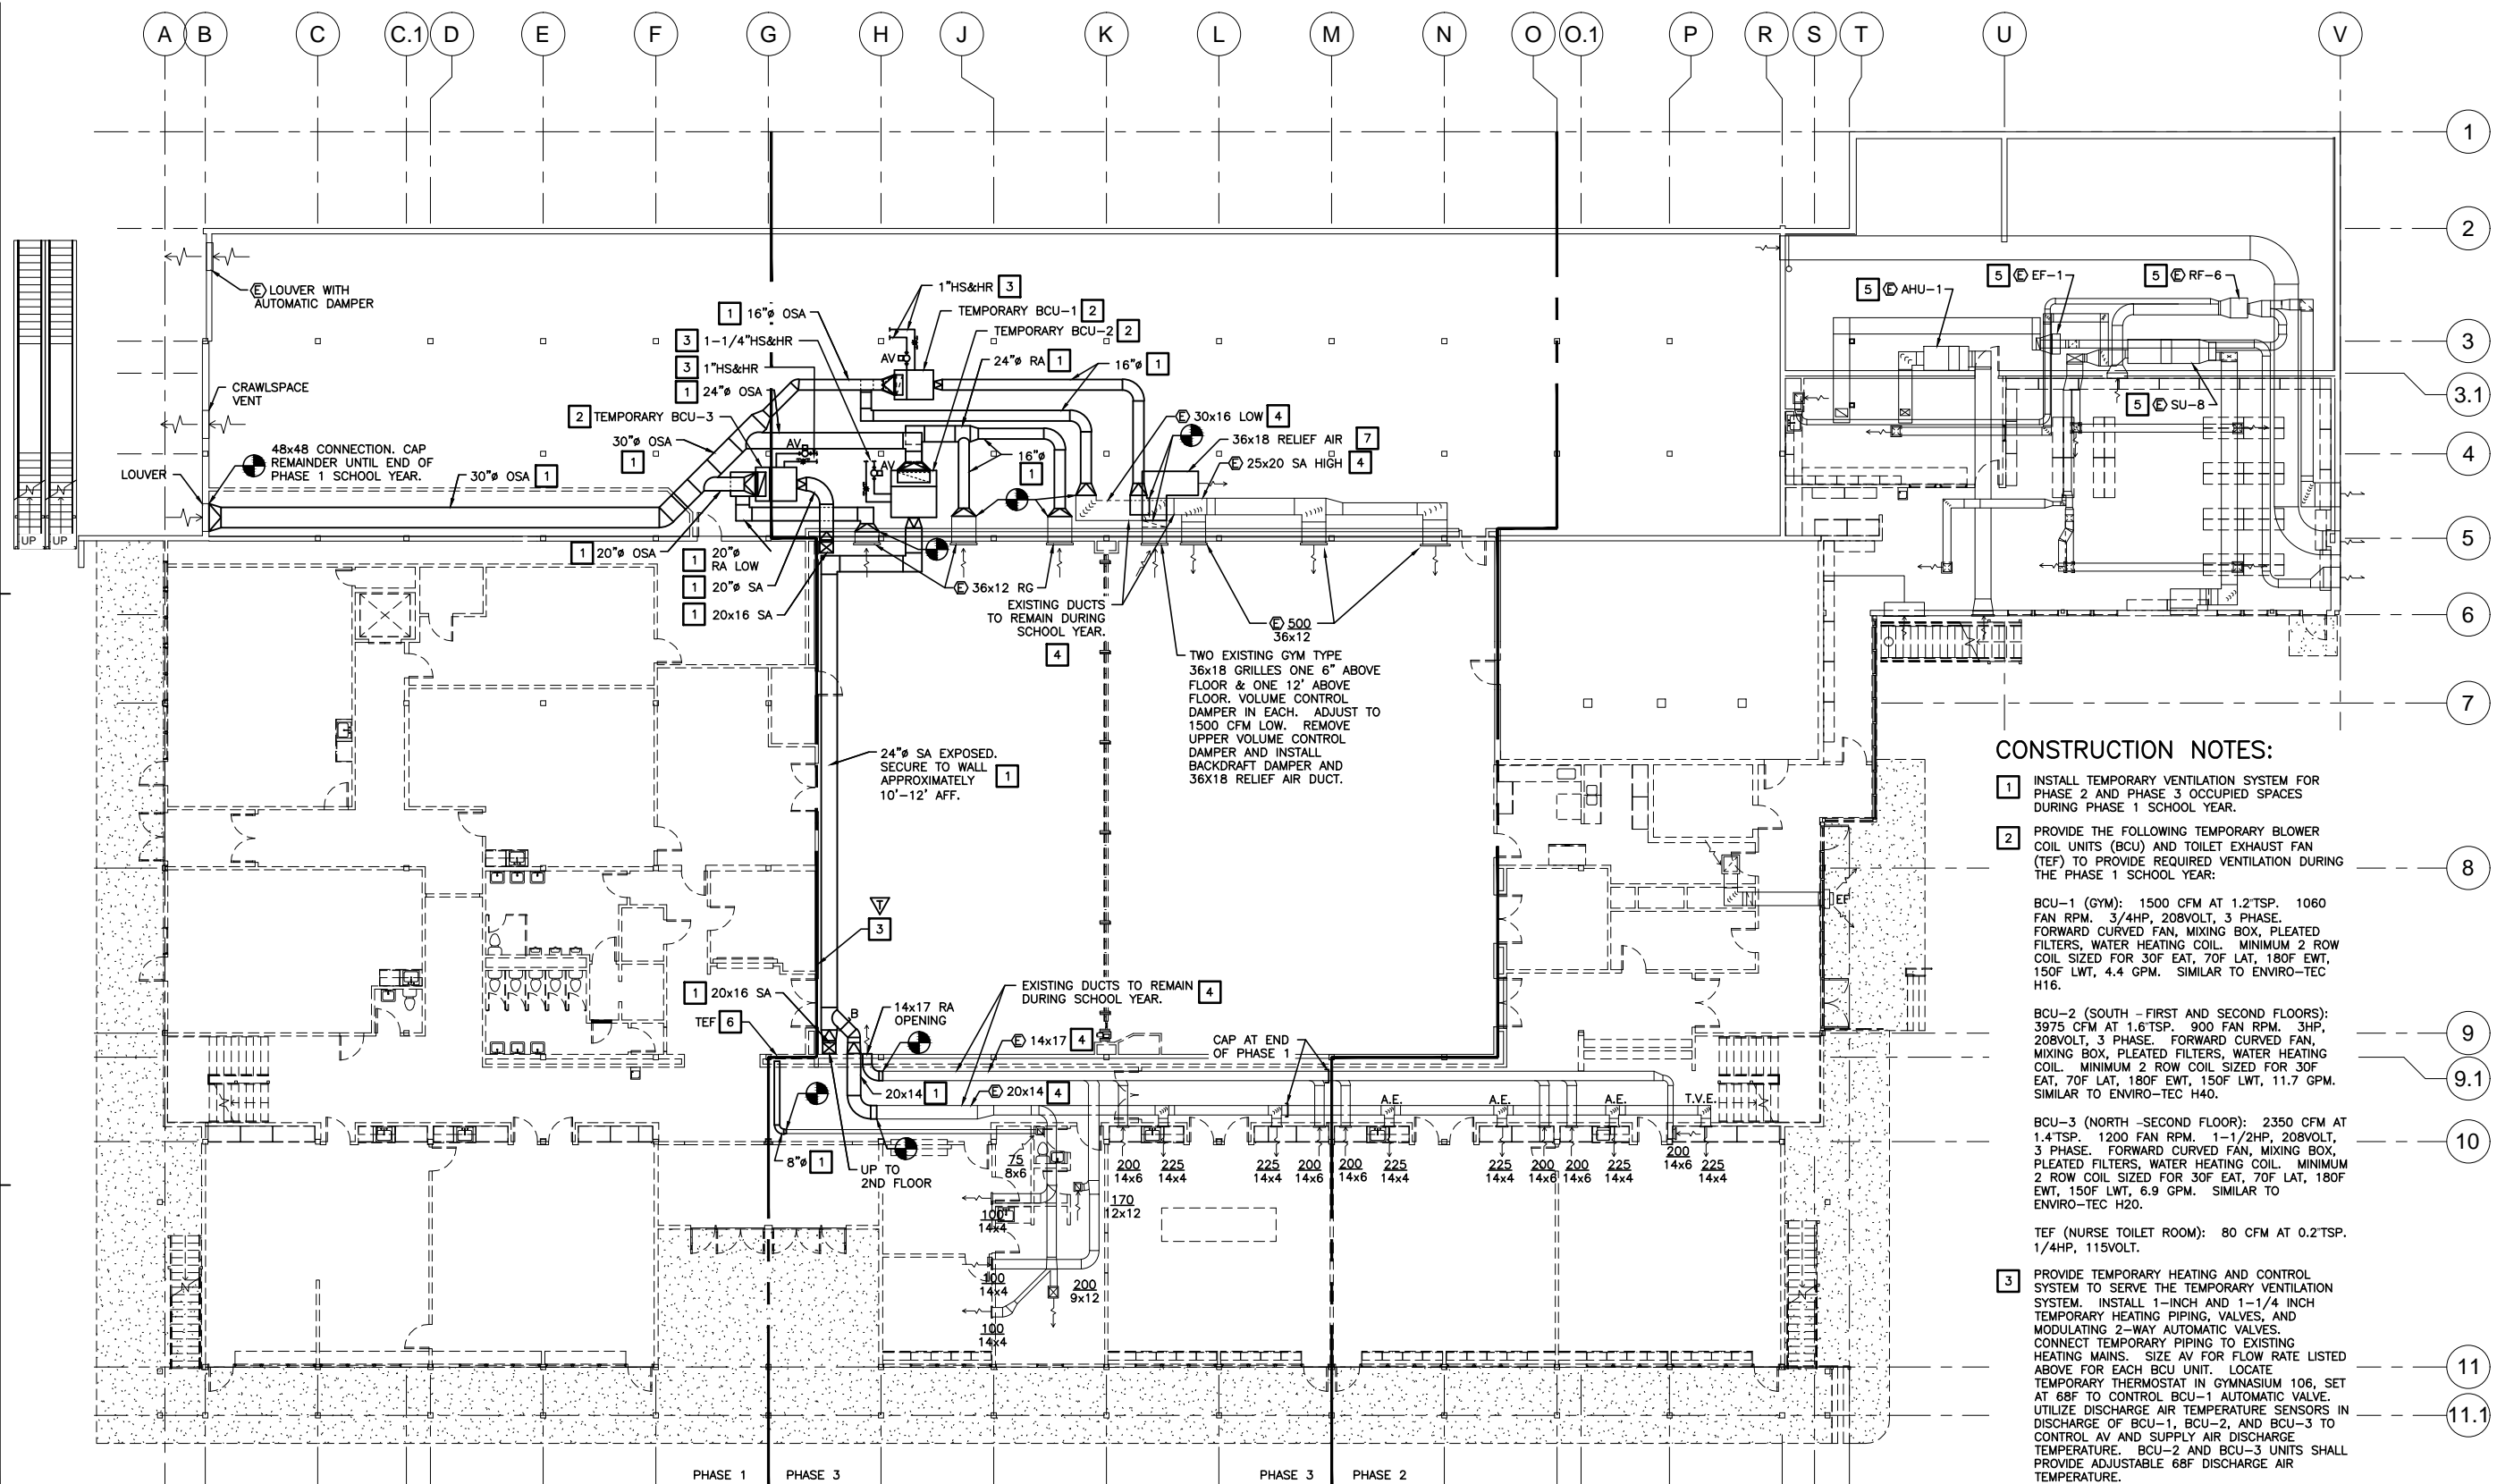 A B C C.1 D E F G H J K L M N O O.1 P R S T U V
1
2
3
3.1
4
5
6
7
8
9
9.1
10
11
11.1
UP UP
Ⓔ LOUVER WITH
AUTOMATIC DAMPER
CRAWLSPACE
VENT
48x48 CONNECTION. CAP
REMAINDER UNTIL END OF
PHASE 1 SCHOOL YEAR.
LOUVER
30"ø OSA 1
1"HS&HR 3
1 16"ø OSA
TEMPORARY BCU-1 2
TEMPORARY BCU-2 2
3 1-1/4"HS&HR
AV
24"ø RA 1
16"ø 1
3 1"HS&HR
1 24"ø OSA
2 TEMPORARY BCU-3
30"ø OSA
1
AV
AV
16"ø
1
Ⓔ 30x16 LOW 4
36x18 RELIEF AIR 7
Ⓔ 25x20 SA HIGH 4
5 Ⓔ AHU-1
5 Ⓔ EF-1
5 Ⓔ RF-6
5 Ⓔ SU-8
1 20"ø OSA
1 20"ø
RA LOW
1 20"ø SA
1 20x16 SA
Ⓔ 36x12 RG
EXISTING DUCTS
TO REMAIN DURING
SCHOOL YEAR.
4
Ⓔ 500
36x12
TWO EXISTING GYM TYPE
36x18 GRILLES ONE 6" ABOVE
FLOOR & ONE 12' ABOVE
FLOOR. VOLUME CONTROL
DAMPER IN EACH. ADJUST TO
1500 CFM LOW. REMOVE
UPPER VOLUME CONTROL
DAMPER AND INSTALL
BACKDRAFT DAMPER AND
36X18 RELIEF AIR DUCT.
24"ø SA EXPOSED.
SECURE TO WALL
APPROXIMATELY
10'-12' AFF.
1
T
3
EF
1 20x16 SA
TEF 6
B
14x17 RA
OPENING
EXISTING DUCTS TO REMAIN
DURING SCHOOL YEAR.
4
Ⓔ 14x17 4
CAP AT END
OF PHASE 1
20x14 1
Ⓔ 20x14 4
A.E. A.E. A.E. T.V.E.
8"ø 1
UP TO
2ND FLOOR
75
8x6
200
14x6
225
14x4
225
14x4
200
14x6
200
14x6
225
14x4
225
14x4
200
14x6
200
14x6
225
14x4
200
14x6
225
14x4
170
12x12
100
14x4
100
14x4
200
9x12
100
14x4
PHASE 1 PHASE 3
PHASE 3 PHASE 2
CONSTRUCTION NOTES:
1 INSTALL TEMPORARY VENTILATION SYSTEM FOR
PHASE 2 AND PHASE 3 OCCUPIED SPACES
DURING PHASE 1 SCHOOL YEAR.
2 PROVIDE THE FOLLOWING TEMPORARY BLOWER
COIL UNITS (BCU) AND TOILET EXHAUST FAN
(TEF) TO PROVIDE REQUIRED VENTILATION DURING
THE PHASE 1 SCHOOL YEAR:
BCU-1 (GYM): 1500 CFM AT 1.2"TSP. 1060
FAN RPM. 3/4HP, 208VOLT, 3 PHASE.
FORWARD CURVED FAN, MIXING BOX, PLEATED
FILTERS, WATER HEATING COIL. MINIMUM 2 ROW
COIL SIZED FOR 30F EAT, 70F LAT, 180F EWT,
150F LWT, 4.4 GPM. SIMILAR TO ENVIRO-TEC
H16.
BCU-2 (SOUTH -FIRST AND SECOND FLOORS):
3975 CFM AT 1.6"TSP. 900 FAN RPM. 3HP,
208VOLT, 3 PHASE. FORWARD CURVED FAN,
MIXING BOX, PLEATED FILTERS, WATER HEATING
COIL. MINIMUM 2 ROW COIL SIZED FOR 30F
EAT, 70F LAT, 180F EWT, 150F LWT, 11.7 GPM.
SIMILAR TO ENVIRO-TEC H40.
BCU-3 (NORTH -SECOND FLOOR): 2350 CFM AT
1.4"TSP. 1200 FAN RPM. 1-1/2HP, 208VOLT,
3 PHASE. FORWARD CURVED FAN, MIXING BOX,
PLEATED FILTERS, WATER HEATING COIL. MINIMUM
2 ROW COIL SIZED FOR 30F EAT, 70F LAT, 180F
EWT, 150F LWT, 6.9 GPM. SIMILAR TO
ENVIRO-TEC H20.
TEF (NURSE TOILET ROOM): 80 CFM AT 0.2"TSP.
1/4HP, 115VOLT.
3 PROVIDE TEMPORARY HEATING AND CONTROL
SYSTEM TO SERVE THE TEMPORARY VENTILATION
SYSTEM. INSTALL 1-INCH AND 1-1/4 INCH
TEMPORARY HEATING PIPING, VALVES, AND
MODULATING 2-WAY AUTOMATIC VALVES.
CONNECT TEMPORARY PIPING TO EXISTING
HEATING MAINS. SIZE AV FOR FLOW RATE LISTED
ABOVE FOR EACH BCU UNIT. LOCATE
TEMPORARY THERMOSTAT IN GYMNASIUM 106, SET
AT 68F TO CONTROL BCU-1 AUTOMATIC VALVE.
UTILIZE DISCHARGE AIR TEMPERATURE SENSORS IN
DISCHARGE OF BCU-1, BCU-2, AND BCU-3 TO
CONTROL AV AND SUPPLY AIR DISCHARGE
TEMPERATURE. BCU-2 AND BCU-3 UNITS SHALL
PROVIDE ADJUSTABLE 68F DISCHARGE AIR
TEMPERATURE.